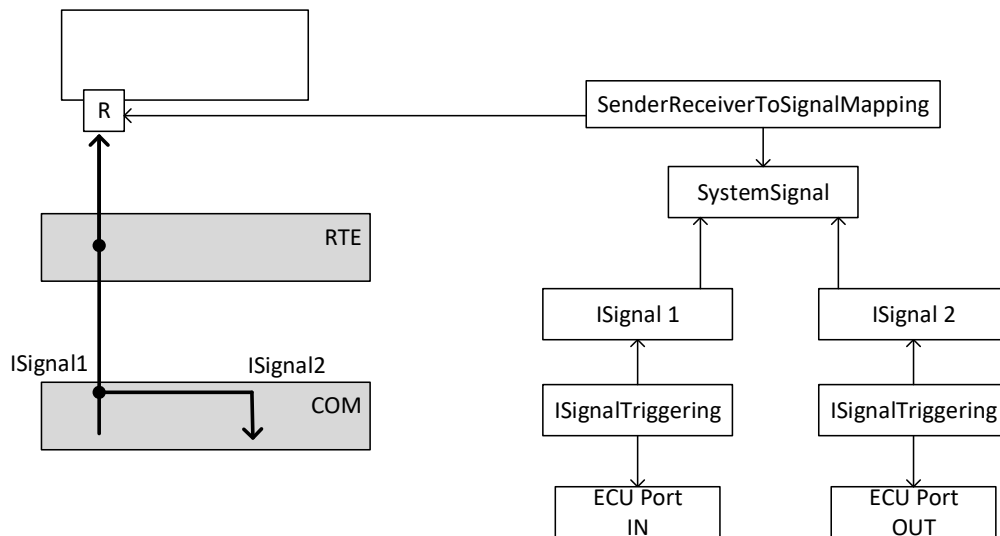 R
SenderReceiverToSignalMapping
SystemSignal
RTE
ISignal 1
ISignal 2
ISignal1
ISignal2
COM
ISignalTriggering
ISignalTriggering
ECU Port
IN
ECU Port
OUT